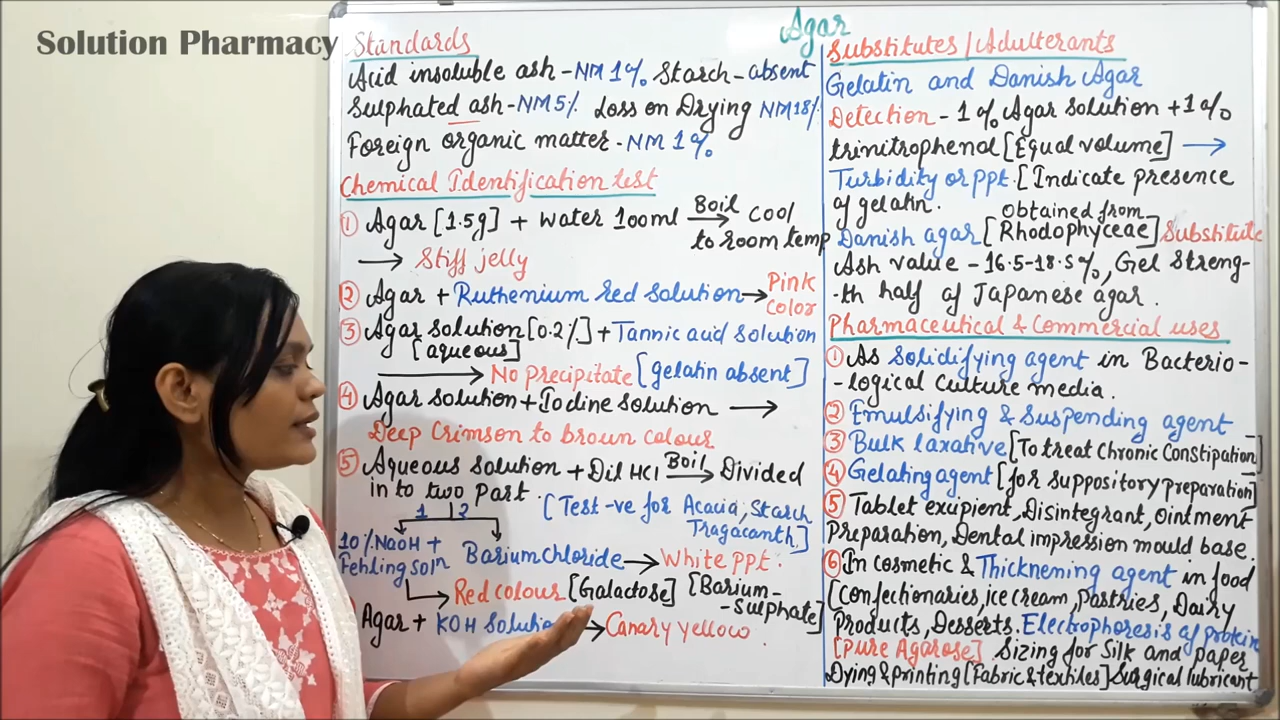 Solution Pharmacy
Agar
Standards
Acid insoluble ash - NM 1% Starch - absent
Sulphated ash - NM 5% Loss on Drying NM 18%
Foreign organic matter - NM 1%
Chemical Identification test
① Agar [1.5g] + Water 100ml Boil → Cool
to room temp
→ Stiff jelly
② Agar + Ruthenium red solution → Pink
Color
③ Agar solution [0.2%] + Tannic acid solution
[aqueous]
→ No precipitate [gelatin absent]
④ Agar solution + Iodine solution →
Deep Crimson to brown colour
⑤ Aqueous solution + Dil HCl Boil → Divided
in to two part.
[Test -ve for Acacia, Starch
Tragacanth]
1 2
10% NaOH +
Fehling soln
Barium chloride → White ppt.
→ Red colour [Galactose] [Barium-
-Sulphate]
Agar + KOH Solution → Canary yellow.
Substitutes / Adulterants
Gelatin and Danish Agar
Detection - 1% Agar solution + 1%
trinitrophenol [Equal volume] →
Turbidity or ppt. [Indicate presence
of gelatin.
Danish agar [Obtained from
Rhodophyceae] Substitute
Ash value - 16.5-18.5%, Gel Streng-
-th half of Japanese agar.
Pharmaceutical & Commercial uses
① As Solidifying agent in Bacterio-
-logical Culture media.
② Emulsifying & Suspending agent
③ Bulk laxative [To treat Chronic Constipation]
④ Gelating agent [for suppository preparation]
⑤ Tablet excipient, Disintegrant, Ointment
Preparation, Dental impression mould base.
⑥ In Cosmetic & Thicknening agent in food
[Confectionaries, ice cream, Pastries, Dairy
Products, Desserts, Electrophoresis of protein
[Pure Agarose] Sizing for Silk and paper
Dying & printing [Fabric & textiles] Surgical lubricant